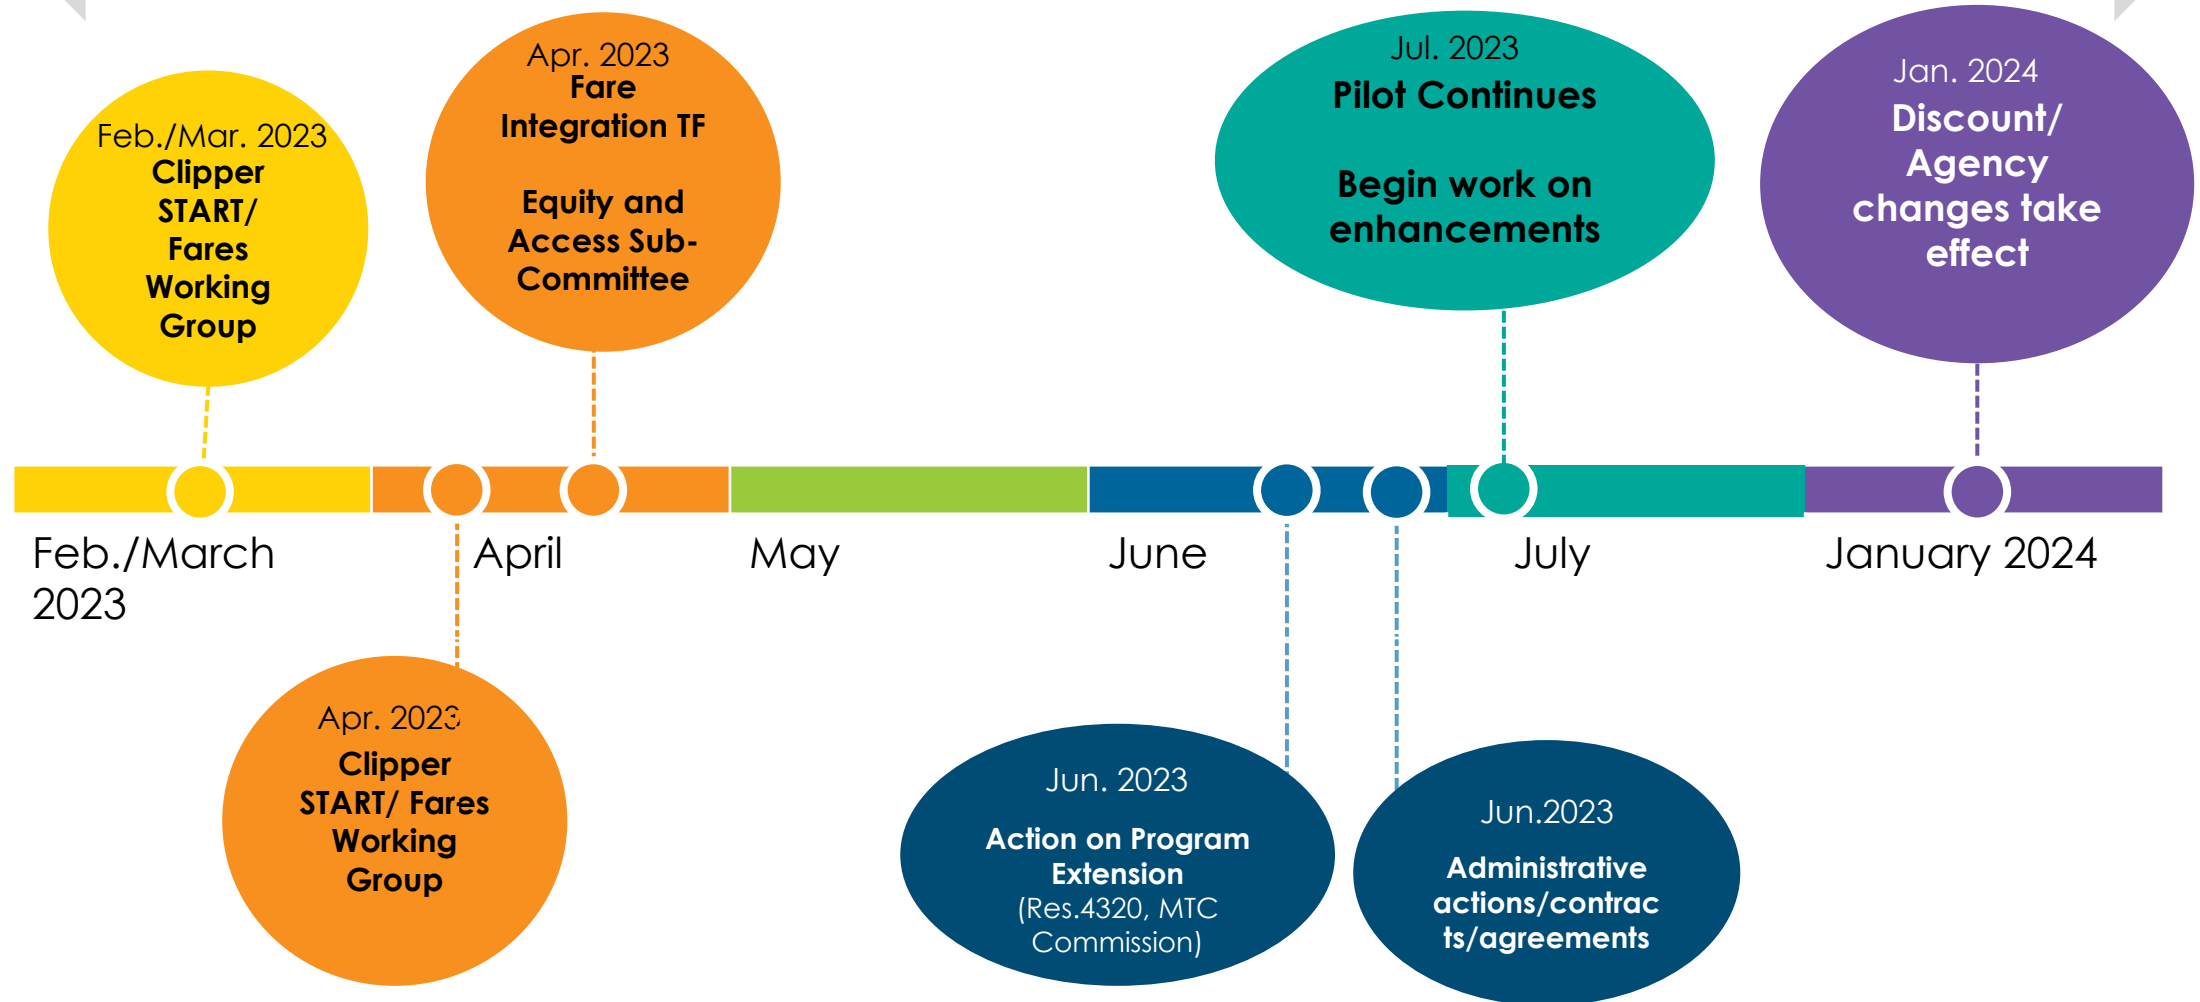 Feb./Mar. 2023
Clipper
START/
Fares
Working
Group
Apr. 2023
Fare
Integration TF
Equity and
Access Sub-
Committee
Jul. 2023
Pilot Continues
Begin work on
enhancements
Jan. 2024
Discount/
Agency
changes take
effect
Feb./March
2023
April
May
June
July
January 2024
Apr. 2023
Clipper
START/ Fares
Working
Group
Jun. 2023
Action on Program
Extension
(Res.4320, MTC
Commission)
Jun.2023
Administrative
actions/contrac
ts/agreements